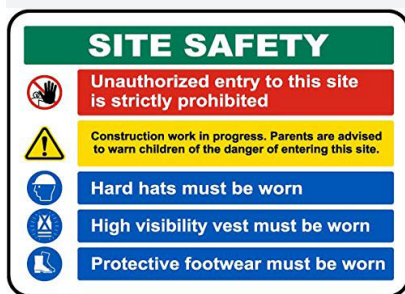 SITE SAFETY
Unauthorized entry to this site
is strictly prohibited
Construction work in progress. Parents are advised
to warn children of the danger of entering this site.
Hard hats must be worn
High visibility vest must be worn
Protective footwear must be worn